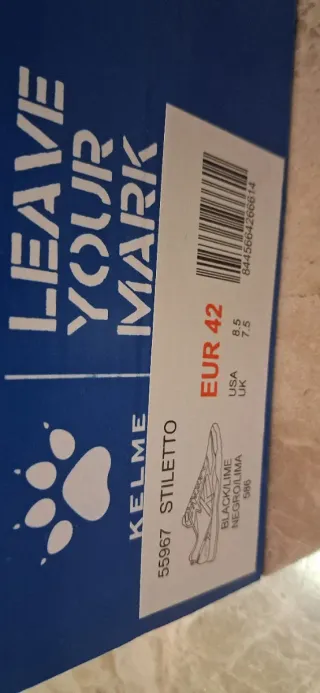 KELME
LEAVE
YOUR
MARK
55967 STILETTO
EUR 42
USA 8.5
UK 7.5
BLACK/LIME
NEGRO/LIMA
586
8445664266614